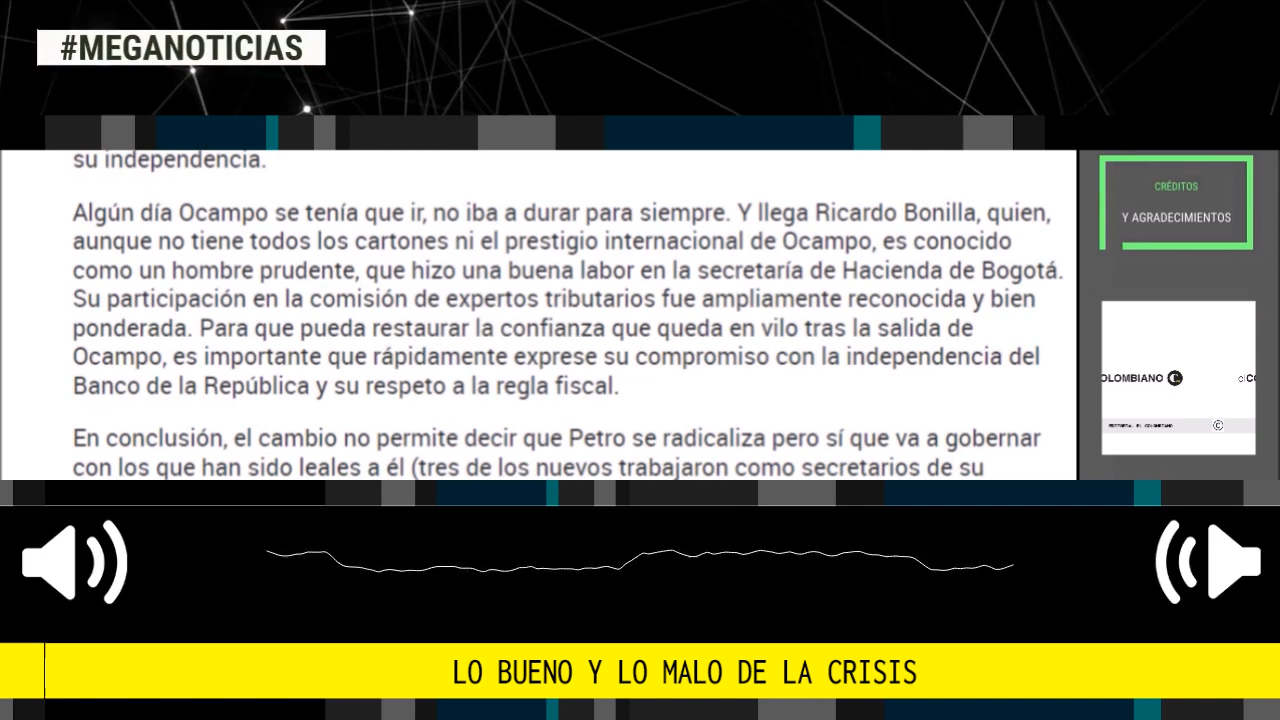 #MEGANOTICIAS
su independencia.
Algún día Ocampo se tenía que ir, no iba a durar para siempre. Y llega Ricardo Bonilla, quien,
aunque no tiene todos los cartones ni el prestigio internacional de Ocampo, es conocido
como un hombre prudente, que hizo una buena labor en la secretaría de Hacienda de Bogotá.
Su participación en la comisión de expertos tributarios fue ampliamente reconocida y bien
ponderada. Para que pueda restaurar la confianza que queda en vilo tras la salida de
Ocampo, es importante que rápidamente exprese su compromiso con la independencia del
Banco de la República y su respeto a la regla fiscal.
En conclusión, el cambio no permite decir que Petro se radicaliza pero sí que va a gobernar
con los que han sido leales a él (tres de los nuevos trabajaron como secretarios de su
CRÉDITOS
Y AGRADECIMIENTOS
OLOMBIANO C.
elCO
EDITORIAL EL COLOMBIANO ©
LO BUENO Y LO MALO DE LA CRISIS